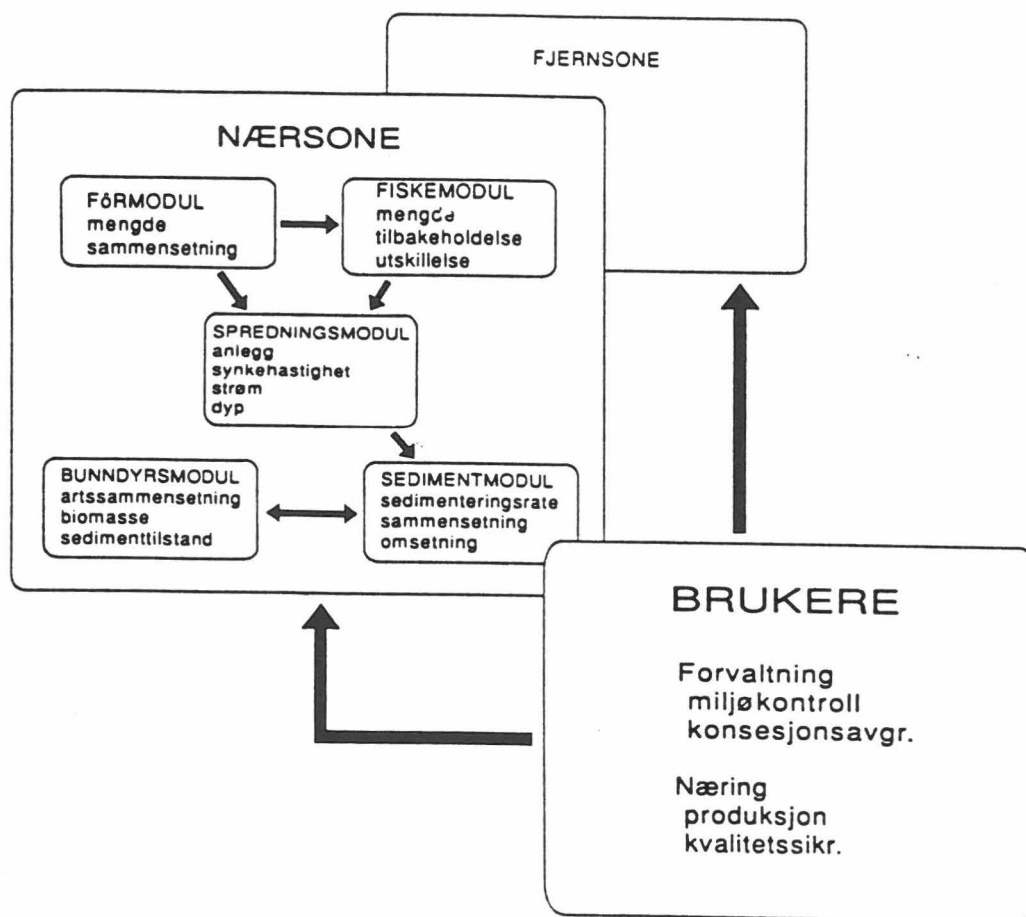 FJERNSONE
NÆRSONE
FóRMODUL
mengde
sammensetning
FISKEMODUL
mengde
tilbakeholdelse
utskillelse
SPREDNINGSMODUL
anlegg
synkehastighet
strøm
dyp
BUNNDYRSMODUL
artssammensetning
biomasse
sedimenttilstand
SEDIMENTMODUL
sedimenteringsrate
sammensetning
omsetning
BRUKERE
Forvaltning
miljøkontroll
konsesjonsavgr.
Næring
produksjon
kvalitetssikr.